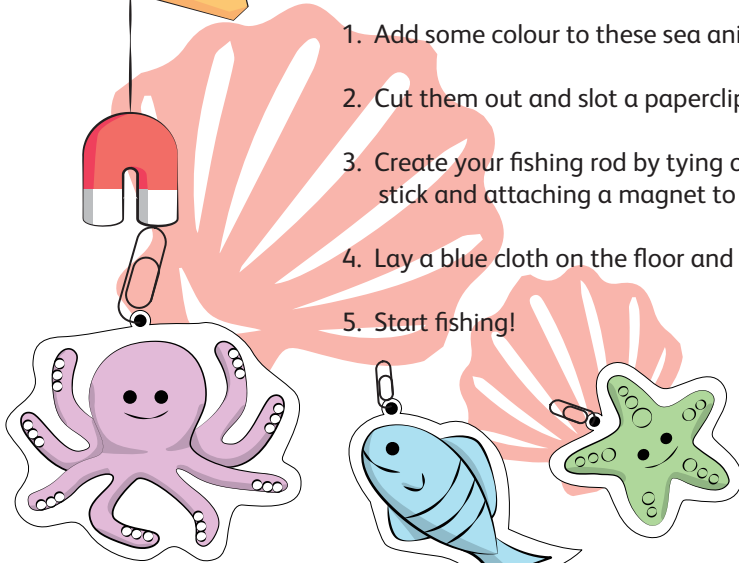 1. Add some colour to these sea ani
2. Cut them out and slot a paperclip
3. Create your fishing rod by tying o
stick and attaching a magnet to
4. Lay a blue cloth on the floor and
5. Start fishing!